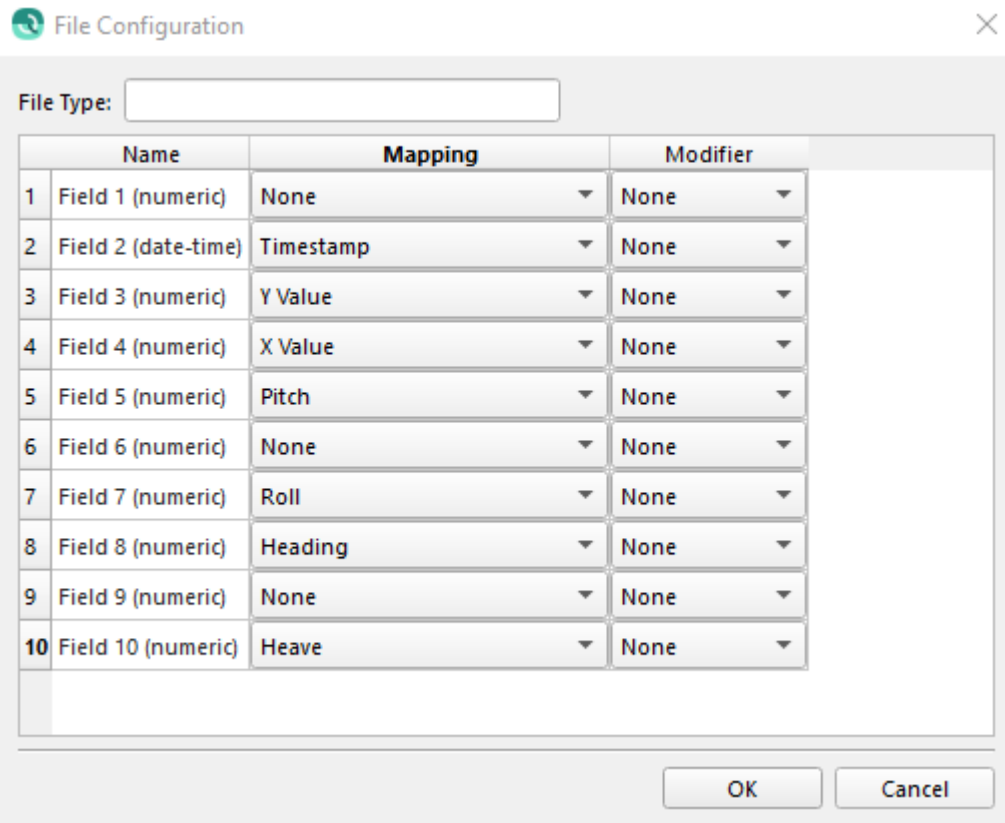 File Configuration
File Type:
Name Mapping Modifier
1 Field 1 (numeric) None None
2 Field 2 (date-time) Timestamp None
3 Field 3 (numeric) Y Value None
4 Field 4 (numeric) X Value None
5 Field 5 (numeric) Pitch None
6 Field 6 (numeric) None None
7 Field 7 (numeric) Roll None
8 Field 8 (numeric) Heading None
9 Field 9 (numeric) None None
10 Field 10 (numeric) Heave None
OK Cancel